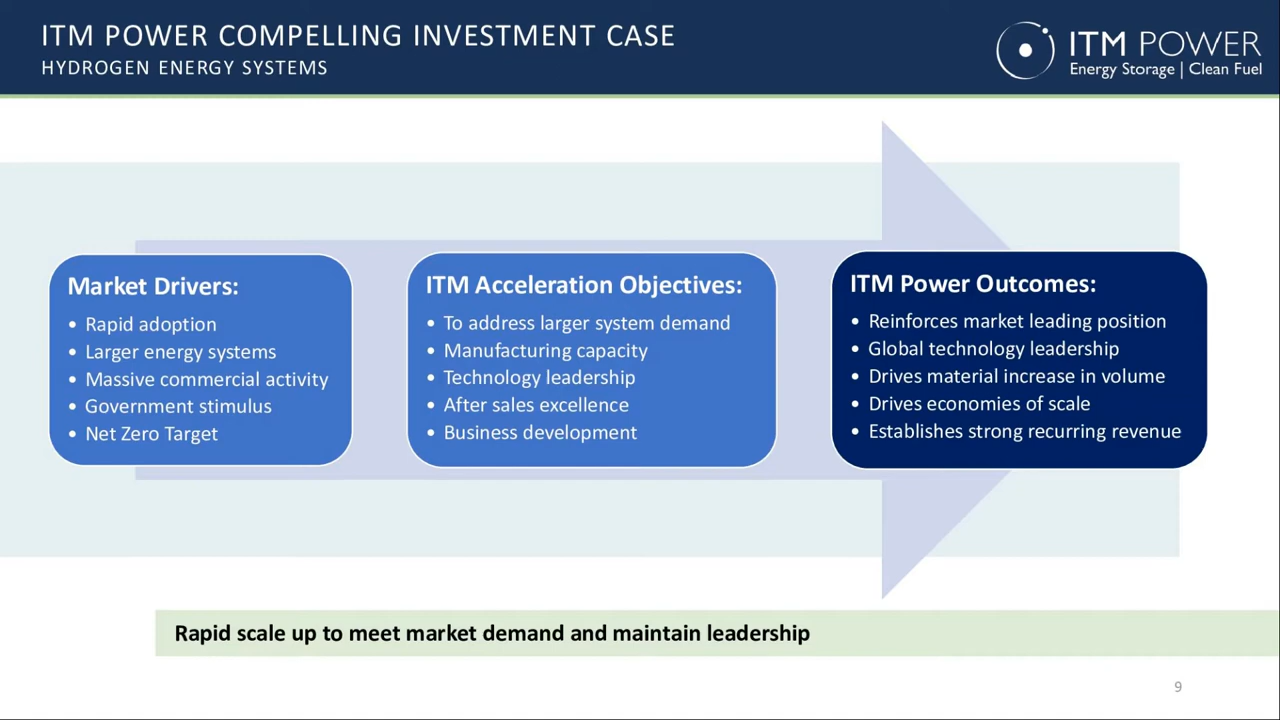 ITM POWER COMPELLING INVESTMENT CASE
HYDROGEN ENERGY SYSTEMS
ITM POWER
Energy Storage | Clean Fuel
Market Drivers:
• Rapid adoption
• Larger energy systems
• Massive commercial activity
• Government stimulus
• Net Zero Target
ITM Acceleration Objectives:
• To address larger system demand
• Manufacturing capacity
• Technology leadership
• After sales excellence
• Business development
ITM Power Outcomes:
• Reinforces market leading position
• Global technology leadership
• Drives material increase in volume
• Drives economies of scale
• Establishes strong recurring revenue
Rapid scale up to meet market demand and maintain leadership
9